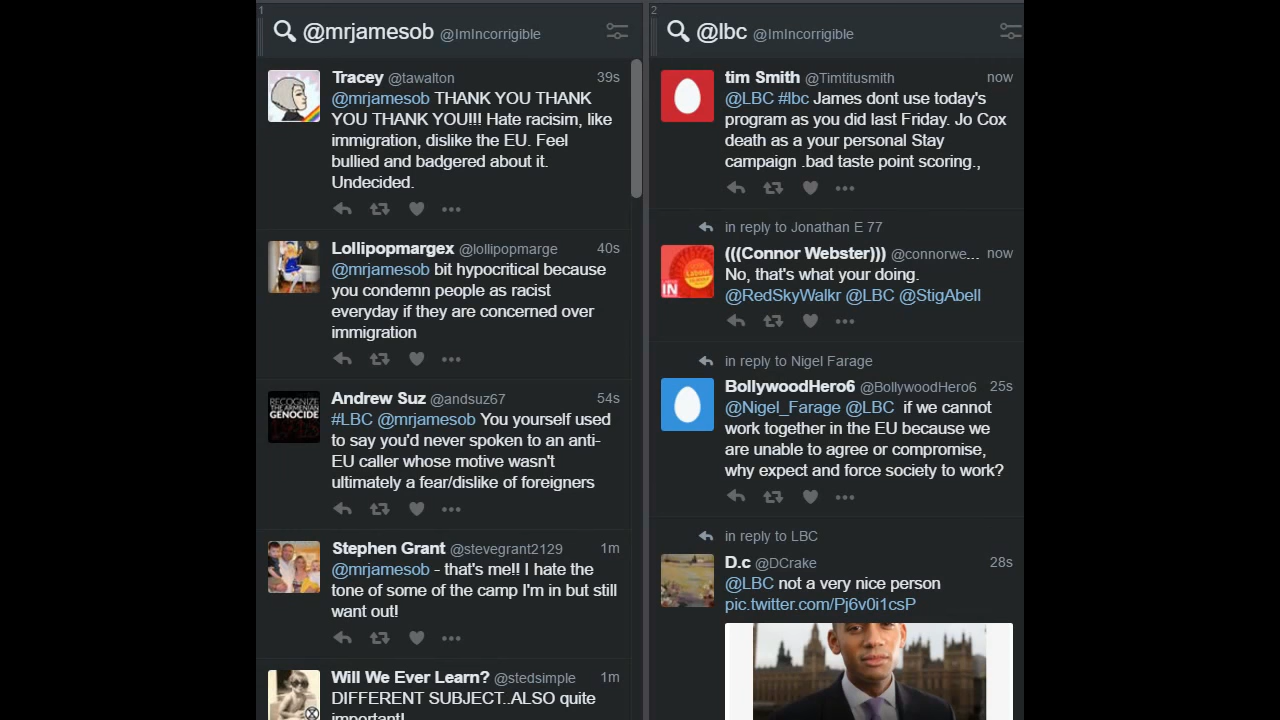 1
@mrjamesob @ImIncorrigible
Tracey @tawalton 39s
@mrjamesob THANK YOU THANK
YOU THANK YOU!!! Hate racisim, like
immigration, dislike the EU. Feel
bullied and badgered about it.
Undecided.
Lollipopmargex @lollipopmarge 40s
@mrjamesob bit hypocritical because
you condemn people as racist
everyday if they are concerned over
immigration
RECOGNIZE
THE ARMENIAN
GENOCIDE
Andrew Suz @andsuz67 54s
#LBC @mrjamesob You yourself used
to say you'd never spoken to an anti-
EU caller whose motive wasn't
ultimately a fear/dislike of foreigners
Stephen Grant @stevegrant2129 1m
@mrjamesob - that's me!! I hate the
tone of some of the camp I'm in but still
want out!
Will We Ever Learn? @stedsimple 1m
DIFFERENT SUBJECT..ALSO quite
important!
2
@lbc @ImIncorrigible
tim Smith @Timtitusmith now
@LBC #lbc James dont use today's
program as you did last Friday. Jo Cox
death as a your personal Stay
campaign .bad taste point scoring.,
in reply to Jonathan E 77
Labour
IN
(((Connor Webster))) @connorwe... now
No, that's what your doing.
@RedSkyWalkr @LBC @StigAbell
in reply to Nigel Farage
BollywoodHero6 @BollywoodHero6 25s
@Nigel_Farage @LBC if we cannot
work together in the EU because we
are unable to agree or compromise,
why expect and force society to work?
in reply to LBC
D.c @DCrake 28s
@LBC not a very nice person
pic.twitter.com/Pj6v0i1csP